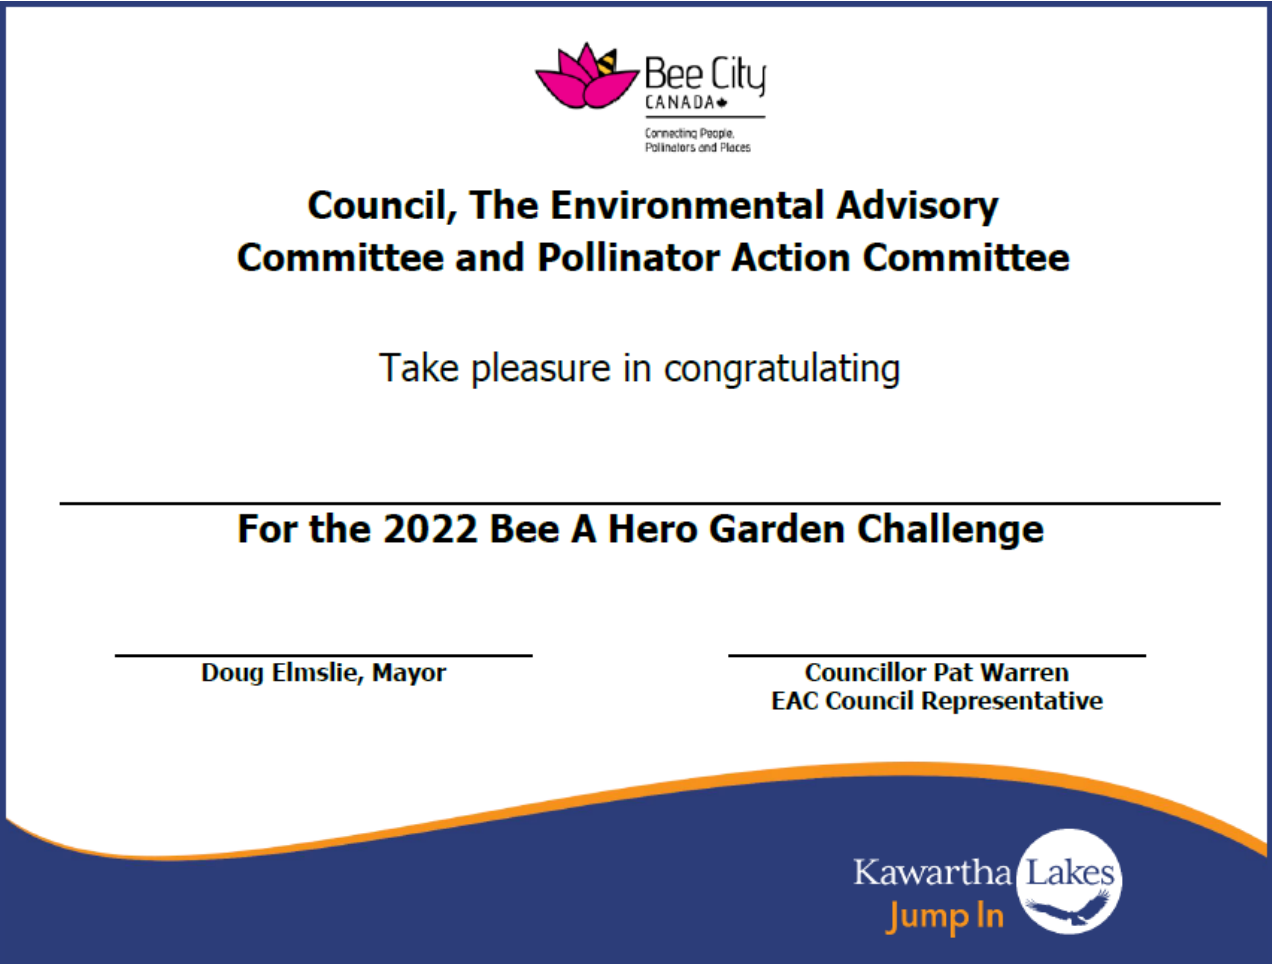 Bee City
CANADA
Connecting People,
Pollinators and Places
Council, The Environmental Advisory
Committee and Pollinator Action Committee
Take pleasure in congratulating
For the 2022 Bee A Hero Garden Challenge
Doug Elmslie, Mayor
Councillor Pat Warren
EAC Council Representative
Kawartha Lakes
Jump In